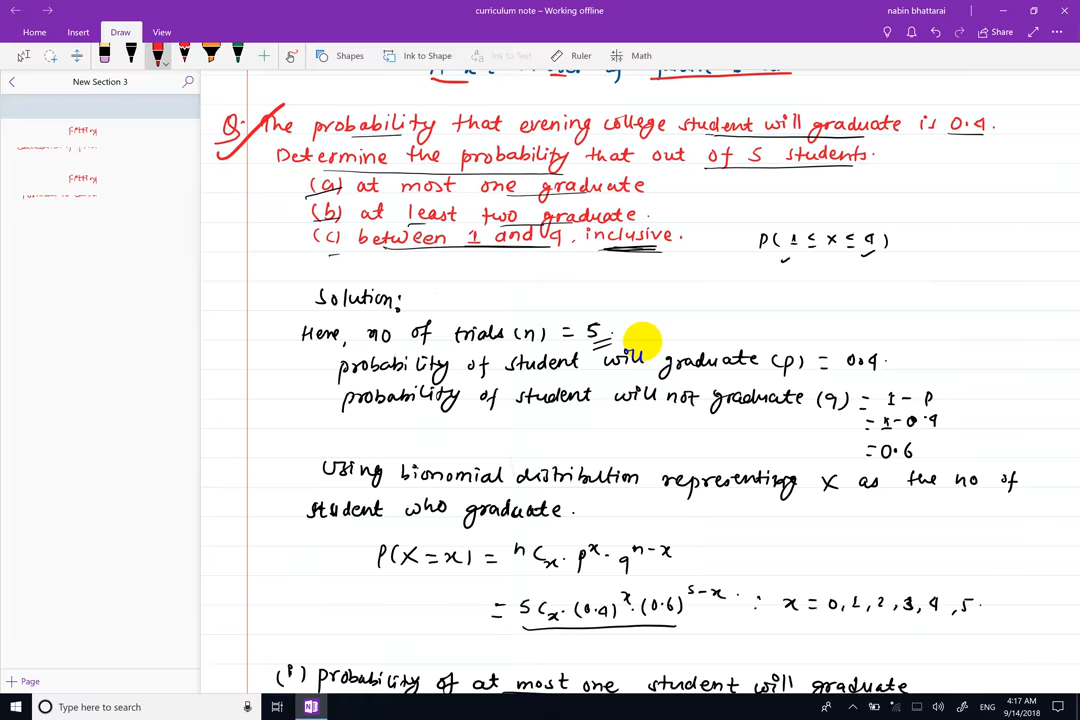 curriculum note – Working offline
nabin bhattarai
Home
Insert
Draw
View
Share
Shapes
Ink to Shape
Ink to Text
Ruler
Math
New Section 3
Fitting
Fitting
Q. The probability that evening college student will graduate is 0.4.
Determine the probability that out of 5 students.
(a) at most one graduate
(b) at least two graduate.
(c) between 1 and 4, inclusive.
P( 1 ≤ x ≤ 4 )
Solution:
Here, no of trials (n) = 5.
probability of student will graduate (p) = 0.4.
probability of student will not graduate (q) = 1 - p
= 1 - 0.4
= 0.6
Using bionomial distribution representing X as the no of
student who graduate.
P(X = x) = ⁿCₓ. pˣ. qⁿ⁻ˣ
= 5Cₓ. (0.4)ˣ. (0.6)⁵⁻ˣ. : x = 0, 1, 2, 3, 4, 5.
(i) probability of at most one student will graduate
Page
Type here to search
ENG
4:17 AM
9/14/2018